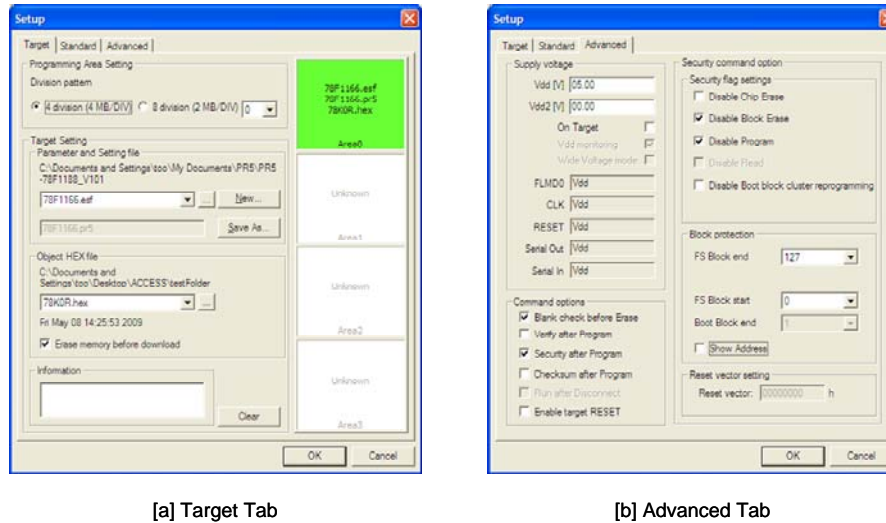 Setup
Target Standard Advanced
Programming Area Setting
Division pattern
4 division (4 MB/DIV) 8 division (2 MB/DIV) 0
Target Setting
Parameter and Setting file
C:\Documents and Settings\too\My Documents\PR5\PR5
-78F1188_V101
78F1166.esf ... New...
78F1166.pr5 Save As...
Object HEX file
C:\Documents and
Settings\too\Desktop\ACCESS\testFolder
78K0R.hex ...
Fri May 08 14:25:53 2009
Erase memory before download
Information
Clear
78F1166.esf
78F1166.pr5
78K0R.hex
Area0
Unknown
Area1
Unknown
Area2
Unknown
Area3
OK Cancel
[a] Target Tab
Setup
Target Standard Advanced
Supply voltage
Vdd [V] 05.00
Vdd2 [V] 00.00
On Target
Vdd monitoring
Wide Voltage mode
FLMD0 Vdd
CLK Vdd
RESET Vdd
Serial Out Vdd
Serial In Vdd
Command options
Blank check before Erase
Verify after Program
Security after Program
Checksum after Program
Run after Disconnect
Enable target RESET
Security command option
Security flag settings
Disable Chip Erase
Disable Block Erase
Disable Program
Disable Read
Disable Boot block cluster reprogramming
Block protection
FS Block end 127
FS Block start 0
Boot Block end 1
Show Address
Reset vector setting
Reset vector: 00000000 h
OK Cancel
[b] Advanced Tab